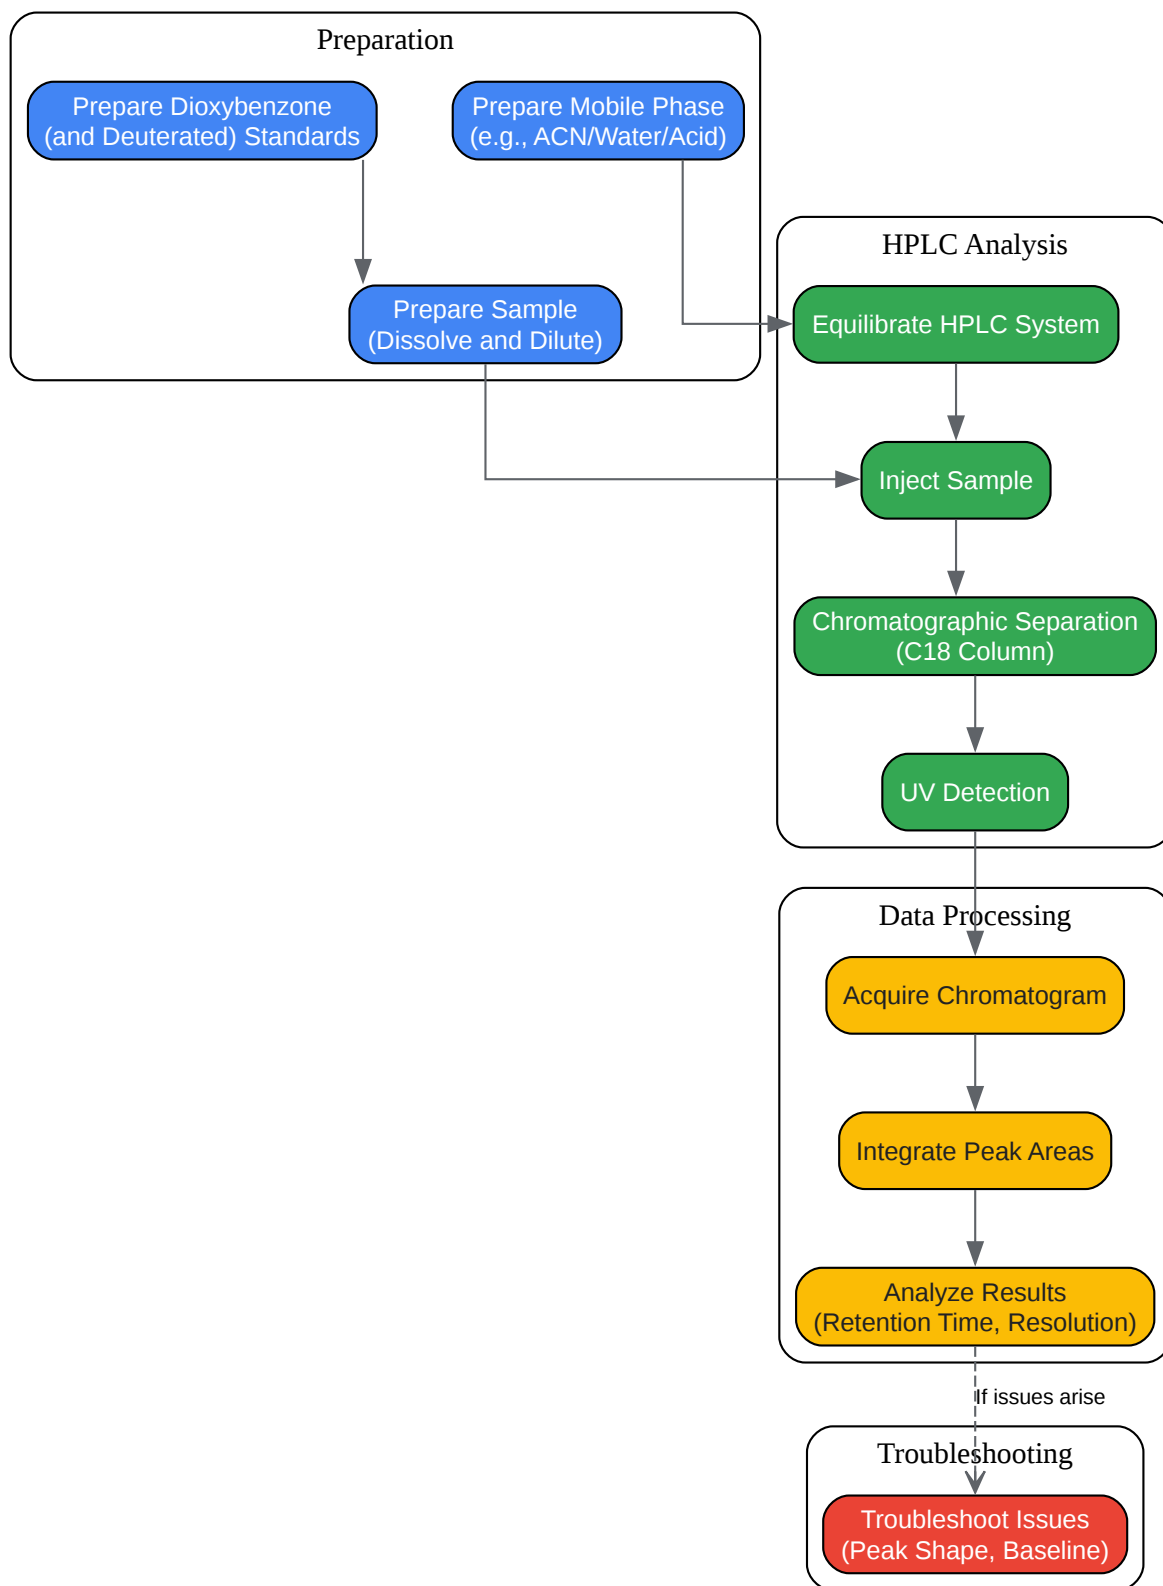 Preparation
Prepare Dioxybenzone
(and Deuterated) Standards
Prepare Mobile Phase
(e.g., ACN/Water/Acid)
Prepare Sample
(Dissolve and Dilute)
HPLC Analysis
Equilibrate HPLC System
Inject Sample
Chromatographic Separation
(C18 Column)
UV Detection
Data Processing
Acquire Chromatogram
Integrate Peak Areas
Analyze Results
(Retention Time, Resolution)
If issues arise
Troubleshooting
Troubleshoot Issues
(Peak Shape, Baseline)